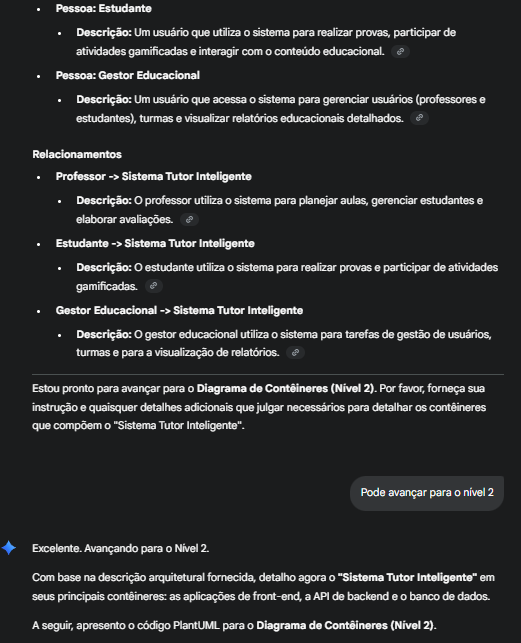 • Pessoa: Estudante
• Descrição: Um usuário que utiliza o sistema para realizar provas, participar de
atividades gamificadas e interagir com o conteúdo educacional.
• Pessoa: Gestor Educacional
• Descrição: Um usuário que acessa o sistema para gerenciar usuários (professores e
estudantes), turmas e visualizar relatórios educacionais detalhados.
Relacionamentos
• Professor -> Sistema Tutor Inteligente
• Descrição: O professor utiliza o sistema para planejar aulas, gerenciar estudantes e
elaborar avaliações.
• Estudante -> Sistema Tutor Inteligente
• Descrição: O estudante utiliza o sistema para realizar provas e participar de atividades
gamificadas.
• Gestor Educacional -> Sistema Tutor Inteligente
• Descrição: O gestor educacional utiliza o sistema para tarefas de gestão de usuários,
turmas e para a visualização de relatórios.
Estou pronto para avançar para o Diagrama de Contêineres (Nível 2). Por favor, forneça sua
instrução e quaisquer detalhes adicionais que julgar necessários para detalhar os contêineres
que compõem o "Sistema Tutor Inteligente".
Pode avançar para o nível 2
Excelente. Avançando para o Nível 2.
Com base na descrição arquitetural fornecida, detalho agora o "Sistema Tutor Inteligente" em
seus principais contêineres: as aplicações de front-end, a API de backend e o banco de dados.
A seguir, apresento o código PlantUML para o Diagrama de Contêineres (Nível 2).